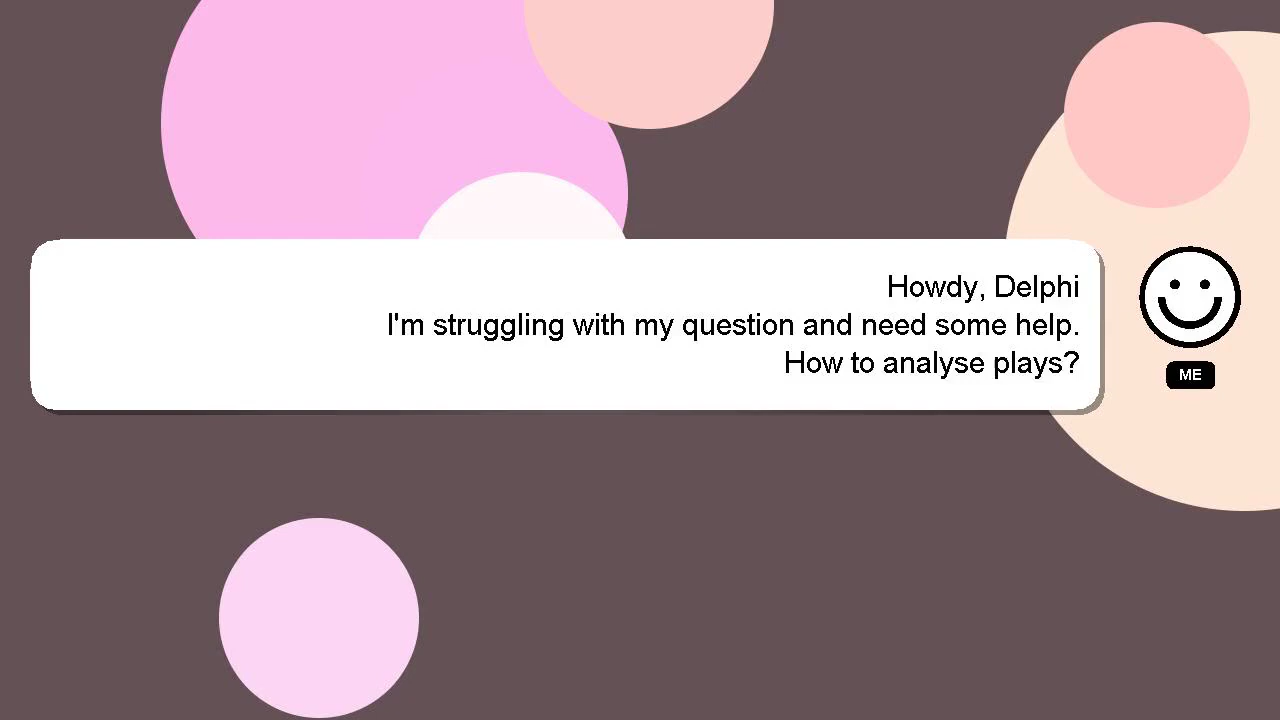 Howdy, Delphi
I'm struggling with my question and need some help.
How to analyse plays?
ME